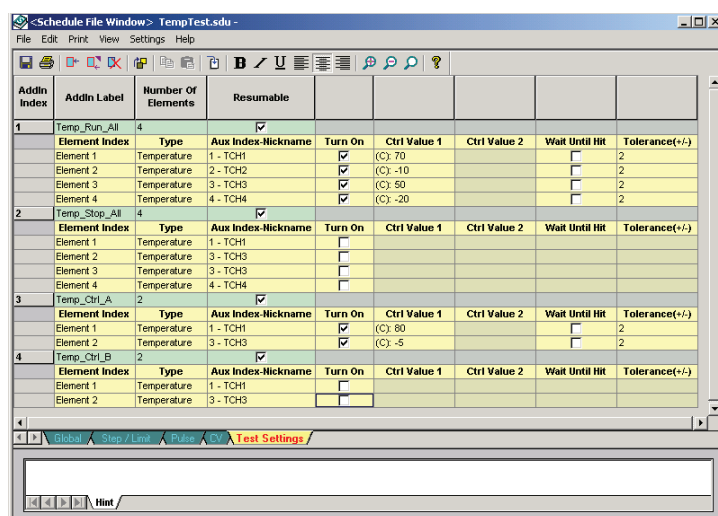 <Schedule File Window> TempTest.sdu -
File Edit Print View Settings Help
B I U
AddIn Index AddIn Label Number Of Elements Resumable
1 Temp_Run_All 4
Element Index Type Aux Index-Nickname Turn On Ctrl Value 1 Ctrl Value 2 Wait Until Hit Tolerance(+/-)
Element 1 Temperature 1 - TCH1 (C): 70 2
Element 2 Temperature 2 - TCH2 (C): -10 2
Element 3 Temperature 3 - TCH3 (C): 50 2
Element 4 Temperature 4 - TCH4 (C): -20 2
2 Temp_Stop_All 4
Element Index Type Aux Index-Nickname Turn On Ctrl Value 1 Ctrl Value 2 Wait Until Hit Tolerance(+/-)
Element 1 Temperature 1 - TCH1
Element 2 Temperature 3 - TCH3
Element 3 Temperature 3 - TCH3
Element 4 Temperature 4 - TCH4
3 Temp_Ctrl_A 2
Element Index Type Aux Index-Nickname Turn On Ctrl Value 1 Ctrl Value 2 Wait Until Hit Tolerance(+/-)
Element 1 Temperature 1 - TCH1 (C): 80 2
Element 2 Temperature 3 - TCH3 (C): -5 2
4 Temp_Ctrl_B 2
Element Index Type Aux Index-Nickname Turn On Ctrl Value 1 Ctrl Value 2 Wait Until Hit Tolerance(+/-)
Element 1 Temperature 1 - TCH1
Element 2 Temperature 3 - TCH3
Global Step / Limit Pulse CV Test Settings
Hint